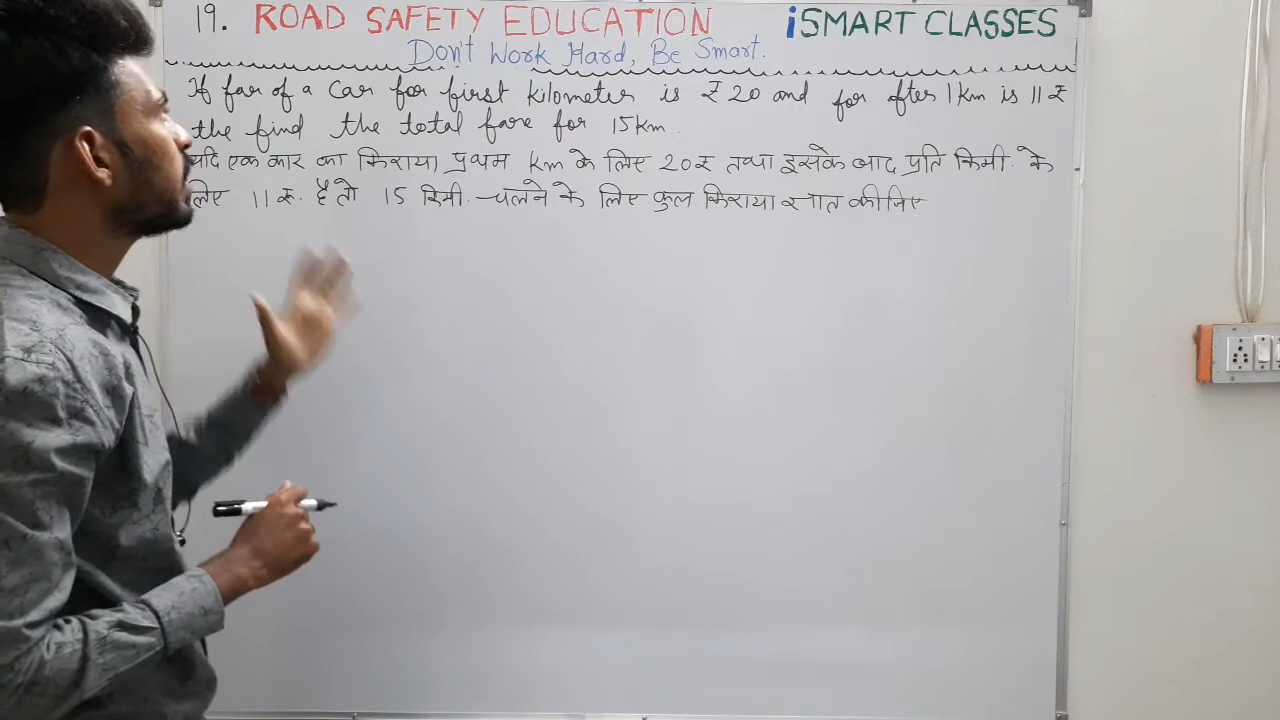 19. ROAD SAFETY EDUCATION iSMART CLASSES
Don't Work Hard, Be Smart.
If far of a car for first kilometer is ₹20 and for after 1 km is 11 ₹
the find the total fare for 15 km.
यदि एक कार का किराया प्रथम km के लिए 20 रु तथा इसके बाद प्रति किमी. के
लिए 11 रु. है तो 15 किमी. चलने के लिए कुल किराया ज्ञात कीजिए